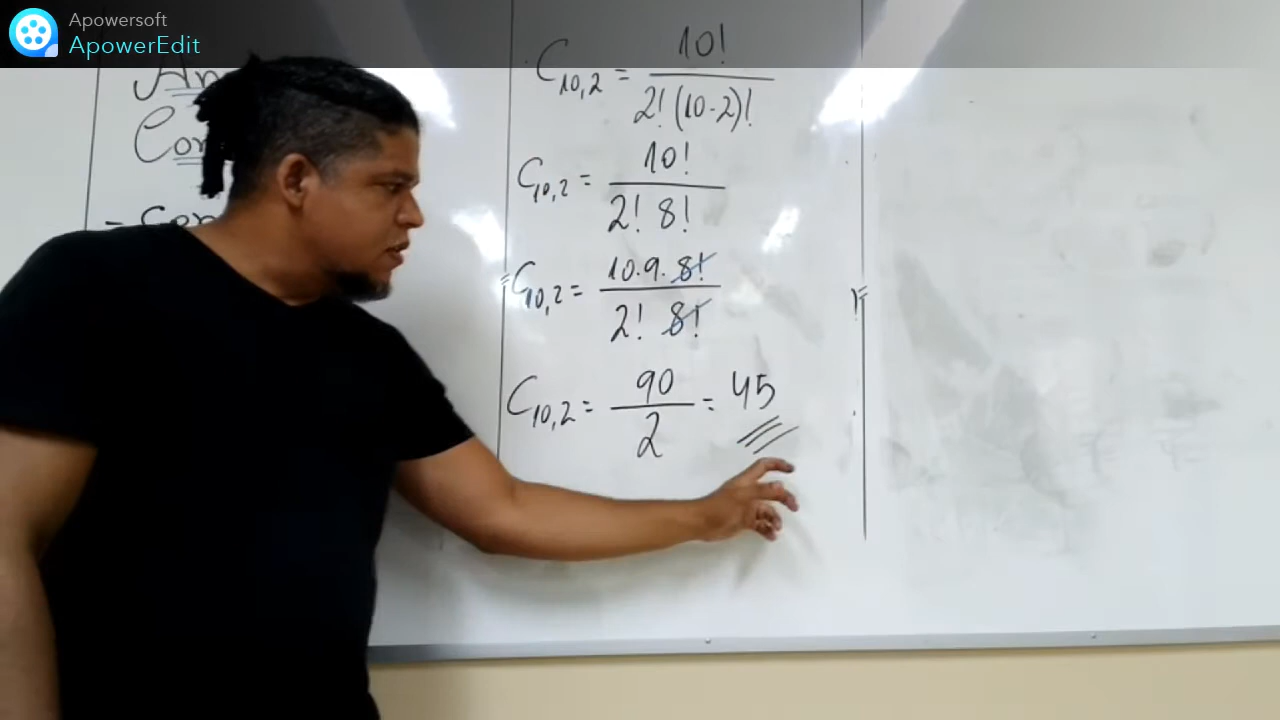 Apowersoft
ApowerEdit
C10,2 = 10! / 2!(10-2)!
C10,2 = 10! / 2! 8!
C10,2 = 10.9.8! / 2! 8!
C10,2 = 90 / 2 = 45